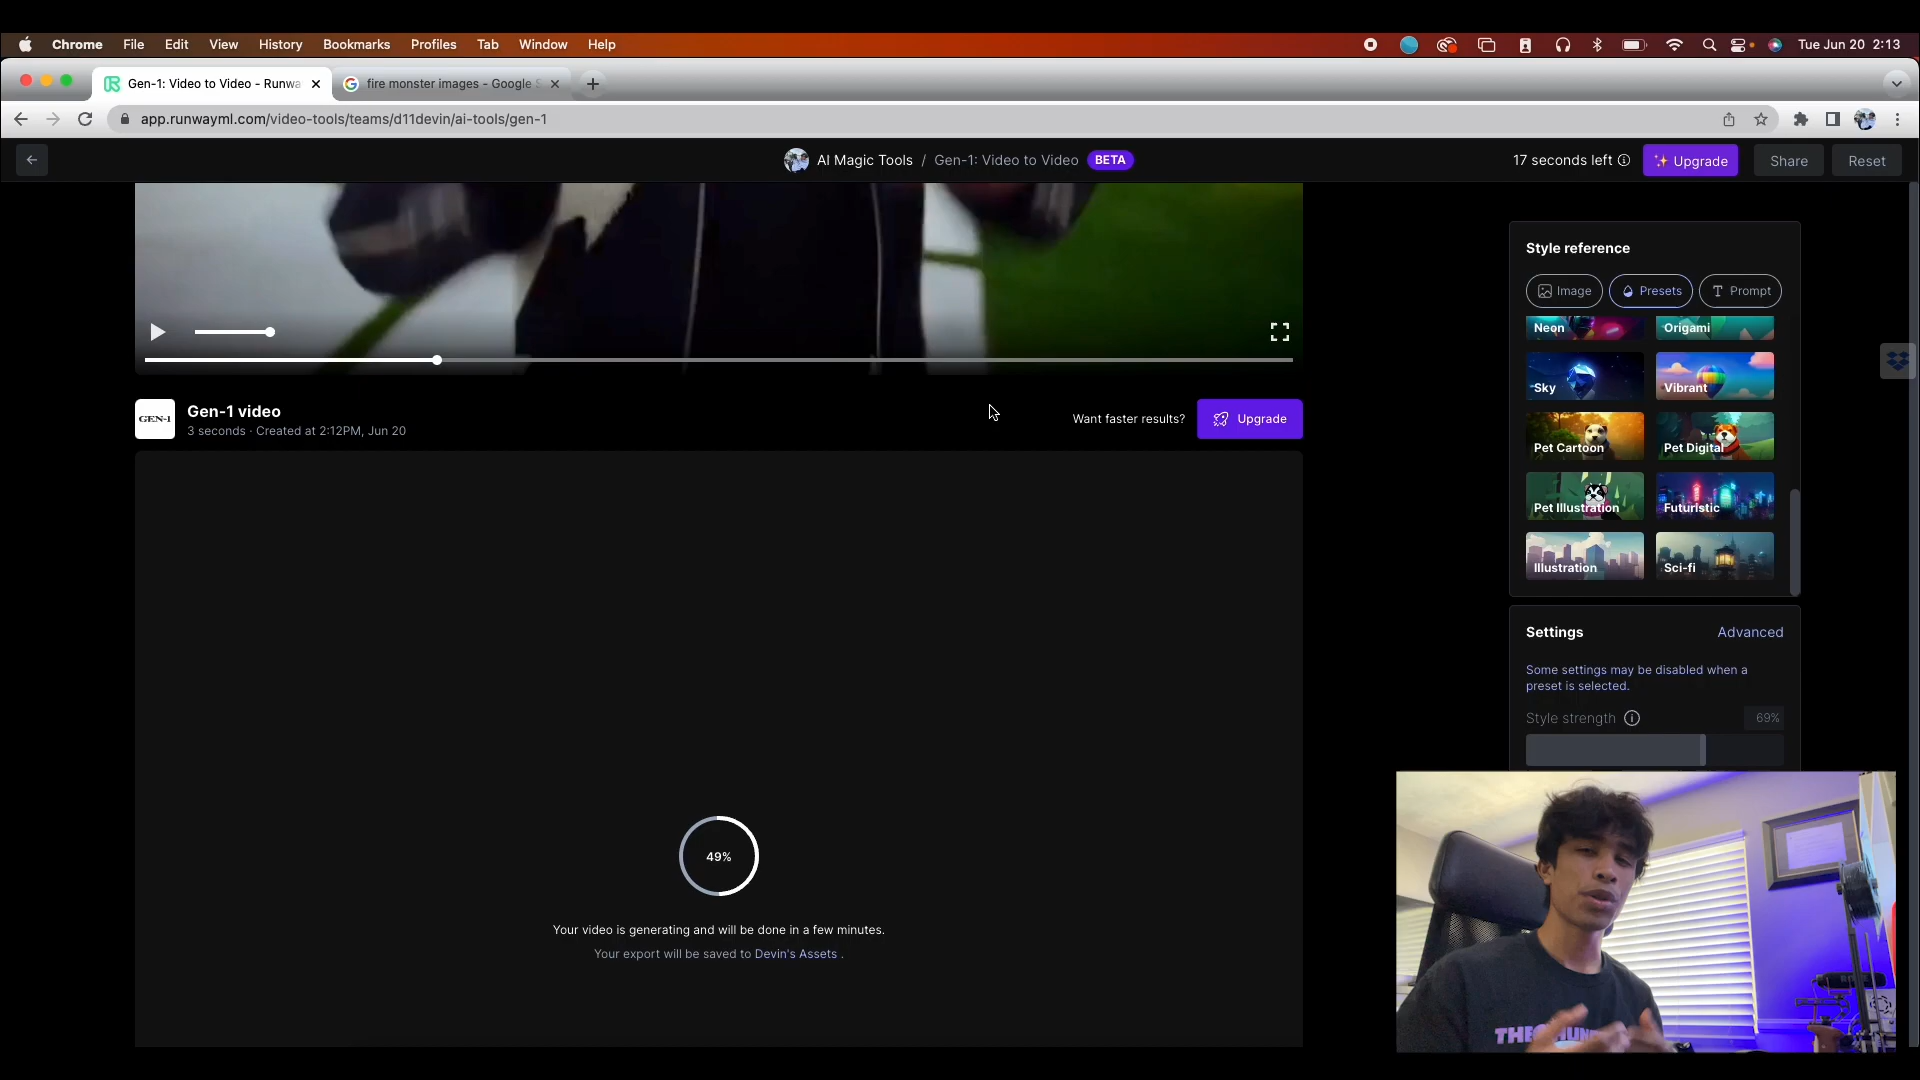 Chrome File Edit View History Bookmarks Profiles Tab Window Help Tue Jun 20 2:13
Gen-1: Video to Video - Runwa fire monster images - Google
app.runwayml.com/video-tools/teams/d11devin/ai-tools/gen-1
AI Magic Tools / Gen-1: Video to Video BETA 17 seconds left Upgrade Share Reset
Style reference
Image Presets Prompt
Neon Origami
Sky Vibrant
Pet Cartoon Pet Digital
Pet Illustration Futuristic
Illustration Sci-fi
GEN-1 Gen-1 video
3 seconds · Created at 2:12PM, Jun 20
Want faster results? Upgrade
Settings Advanced
Some settings may be disabled when a
preset is selected.
Style strength 69%
49%
Your video is generating and will be done in a few minutes.
Your export will be saved to Devin's Assets .